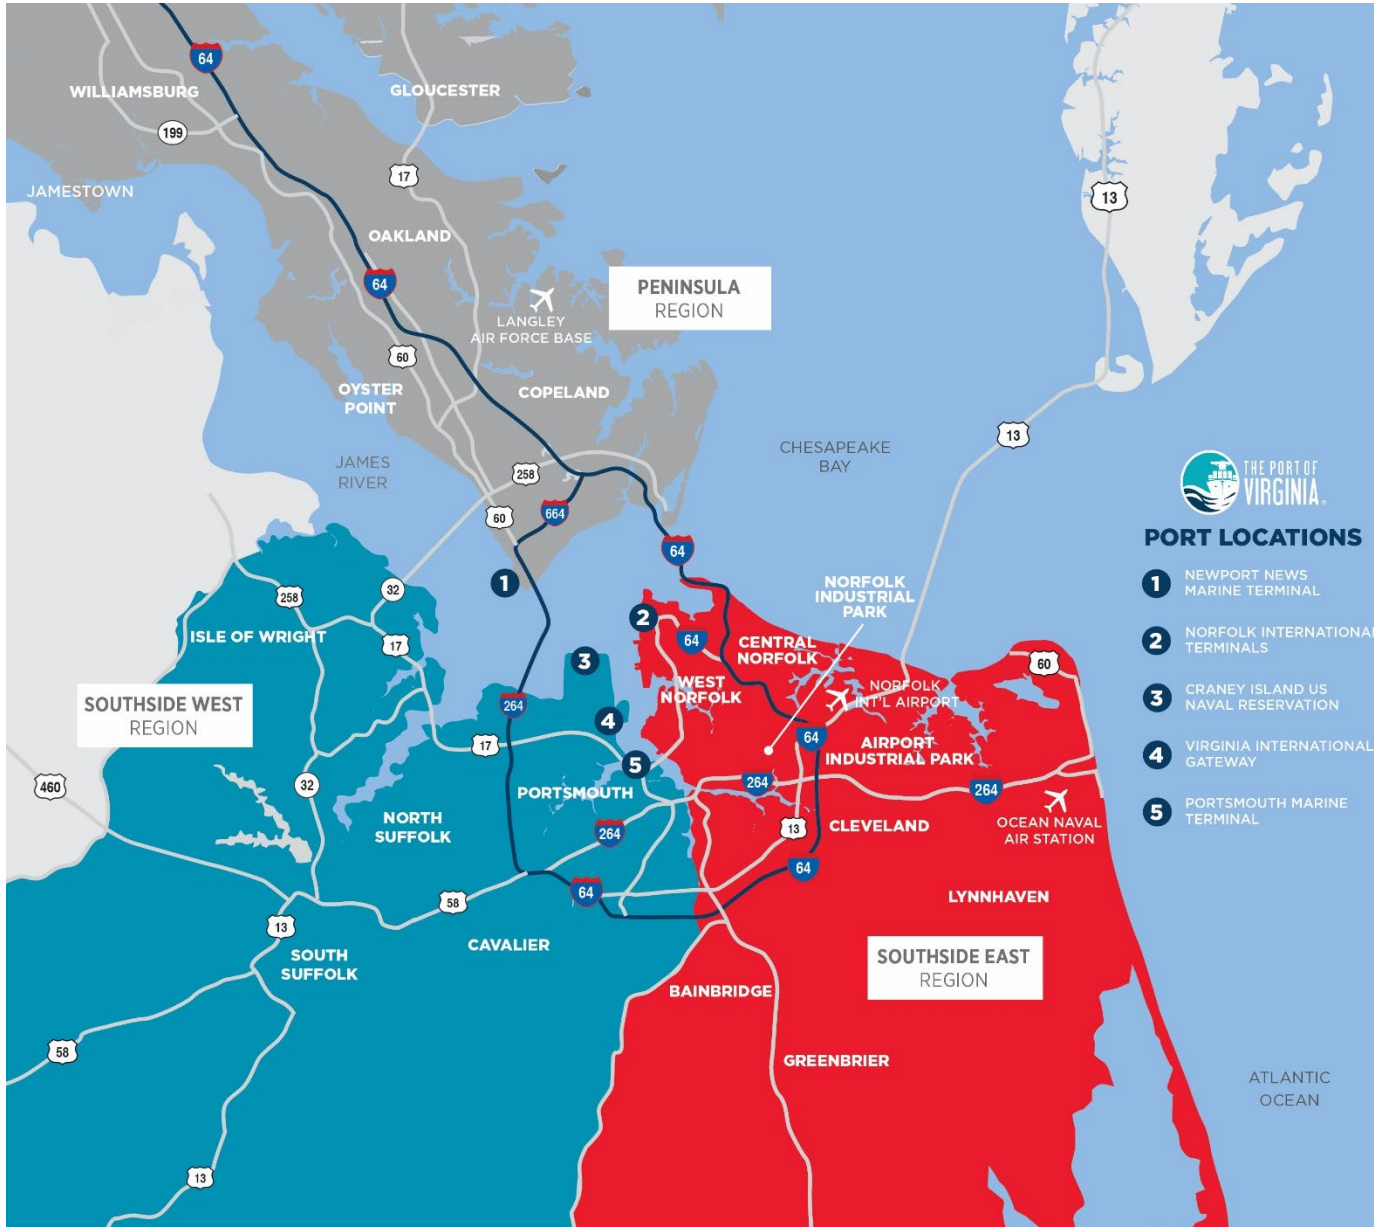 64
WILLIAMSBURG
GLOUCESTER
199
17
JAMESTOWN
13
OAKLAND
64
PENINSULA
REGION
LANGLEY
AIR FORCE BASE
60
OYSTER
POINT
COPELAND
13
CHESAPEAKE
BAY
JAMES
RIVER
258
60
664
64
THE PORT OF
VIRGINIA
PORT LOCATIONS
1 NEWPORT NEWS
MARINE TERMINAL
2 NORFOLK INTERNATIONAL
TERMINALS
3 CRANEY ISLAND US
NAVAL RESERVATION
4 VIRGINIA INTERNATIONAL
GATEWAY
5 PORTSMOUTH MARINE
TERMINAL
1
NORFOLK
INDUSTRIAL
PARK
32
258
2
ISLE OF WRIGHT
17
64
CENTRAL
NORFOLK
3
60
WEST
NORFOLK
NORFOLK
INT'L AIRPORT
SOUTHSIDE WEST
REGION
264
4
17
64
AIRPORT
INDUSTRIAL PARK
5
460
32
PORTSMOUTH
264
264
NORTH
SUFFOLK
264
13
CLEVELAND
OCEAN NAVAL
AIR STATION
64
64
58
LYNNHAVEN
13
CAVALIER
SOUTH
SUFFOLK
SOUTHSIDE EAST
REGION
BAINBRIDGE
58
GREENBRIER
ATLANTIC
OCEAN
13